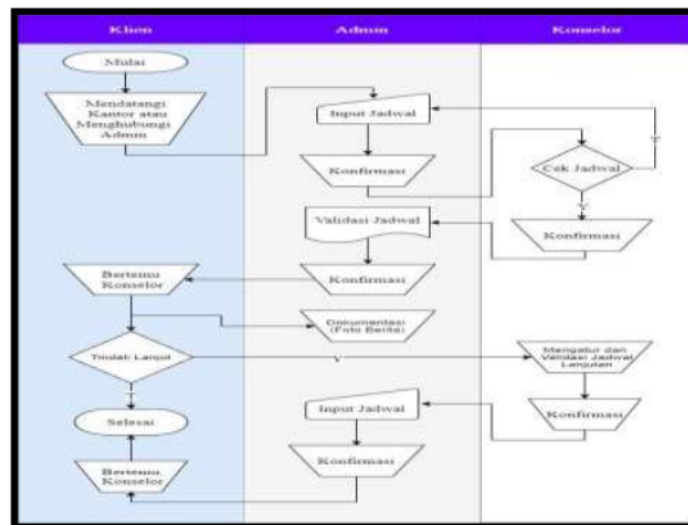 Klien
Admin
Konselor
Mulai
Mendatangi
Kantor atau
Menghubungi
Admin
Input Jadwal
Konfirmasi
Cek Jadwal
T
Y
Konfirmasi
Validasi Jadwal
Konfirmasi
Bertemu
Konselor
Dokumentasi
(Foto Berita)
Tindak Lanjut
Y
T
Mengatur dan
Validasi Jadwal
Lanjutan
Konfirmasi
Input Jadwal
Konfirmasi
Selesai
Bertemu
Konselor